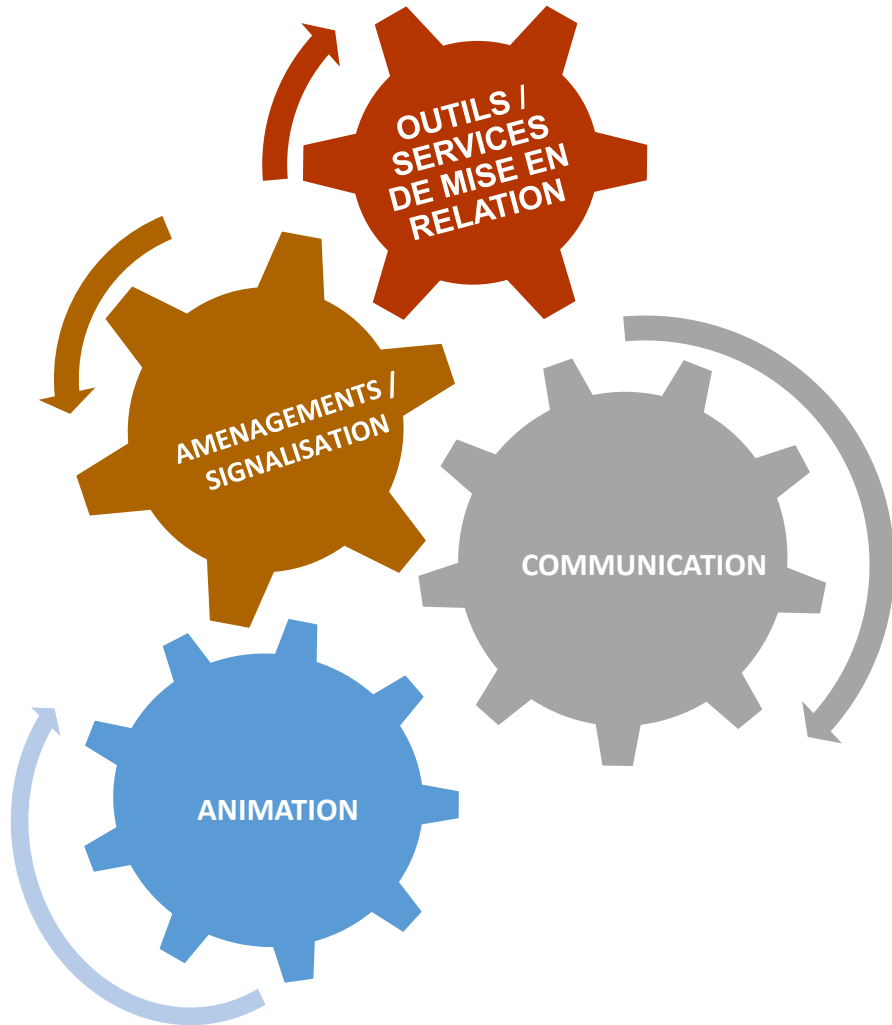 OUTILS /
SERVICES
DE MISE EN
RELATION
AMENAGEMENTS /
SIGNALISATION
COMMUNICATION
ANIMATION